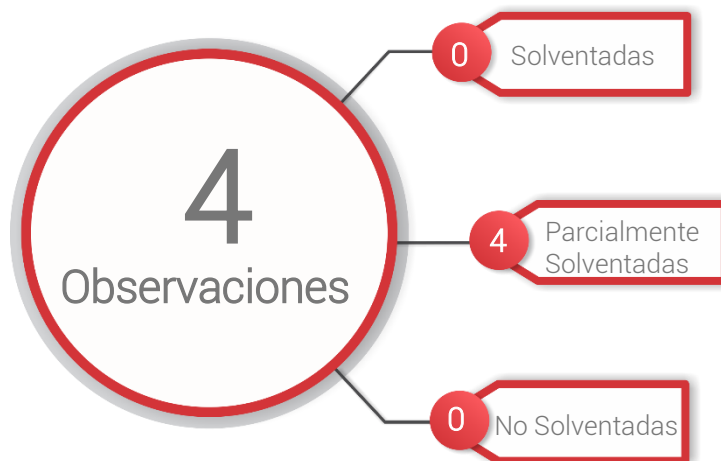 4
Observaciones
0
Solventadas
4
Parcialmente
Solventadas
0
No Solventadas